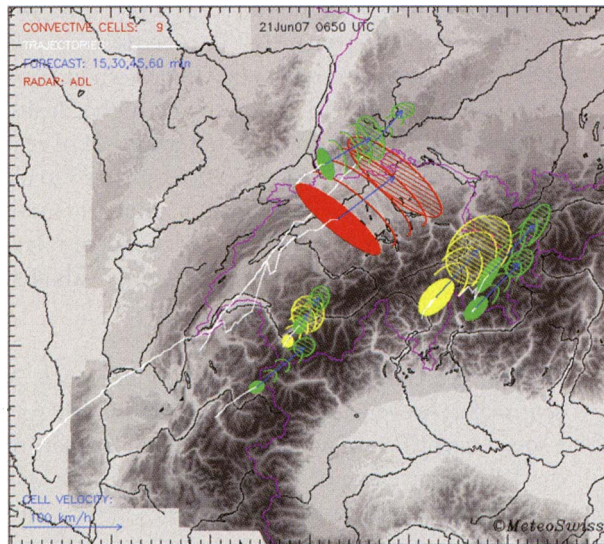 CONVECTIVE CELLS: 9
21Jun07 0650 UTC
TRAJECTORIES:
FORECAST: 15,30,45,60 min
RADAR: ADL
CELL VELOCITY:
100 km/h
©MeteoSwiss